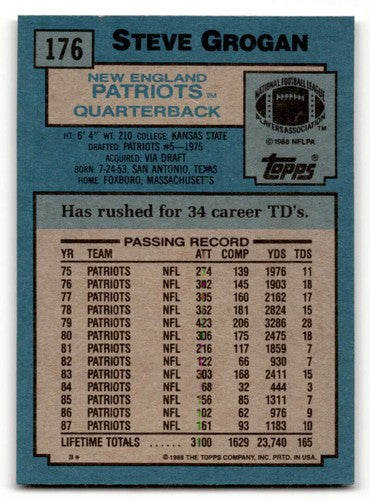 176 STEVE GROGAN
NEW ENGLAND
PATRIOTS™
QUARTERBACK
NATIONAL FOOTBALL LEAGUE
PLAYERS ASSOCIATION
©1988 NFLPA
Topps®
HT: 6' 4" WT: 210 COLLEGE: KANSAS STATE
DRAFTED: PATRIOTS #5—1975
ACQUIRED: VIA DRAFT
BORN: 7-24-53, SAN ANTONIO, TEXAS
HOME: FOXBORO, MASSACHUSETTS
Has rushed for 34 career TD's.
PASSING RECORD
YR TEAM ATT COMP YDS TDS
75 PATRIOTS NFL 274 139 1976 11
76 PATRIOTS NFL 302 145 1903 18
77 PATRIOTS NFL 305 160 2162 17
78 PATRIOTS NFL 362 181 2824 15
79 PATRIOTS NFL 423 206 3286 28
80 PATRIOTS NFL 306 175 2475 18
81 PATRIOTS NFL 216 117 1859 7
82 PATRIOTS NFL 122 66 930 7
83 PATRIOTS NFL 303 168 2411 15
84 PATRIOTS NFL 68 32 444 3
85 PATRIOTS NFL 156 85 1311 7
86 PATRIOTS NFL 102 62 976 9
87 PATRIOTS NFL 161 93 1183 10
LIFETIME TOTALS 3100 1629 23,740 165
B* ©1988 THE TOPPS COMPANY, INC. PRTD. IN U.S.A.